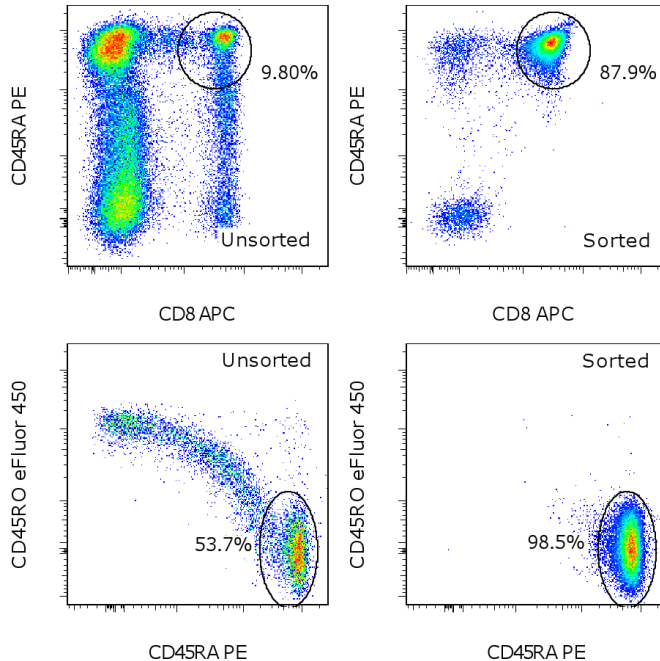 CD45RA PE
9.80%
Unsorted
CD8 APC
CD45RA PE
87.9%
Sorted
CD8 APC
CD45RO eFluor 450
Unsorted
53.7%
CD45RA PE
CD45RO eFluor 450
Sorted
98.5%
CD45RA PE